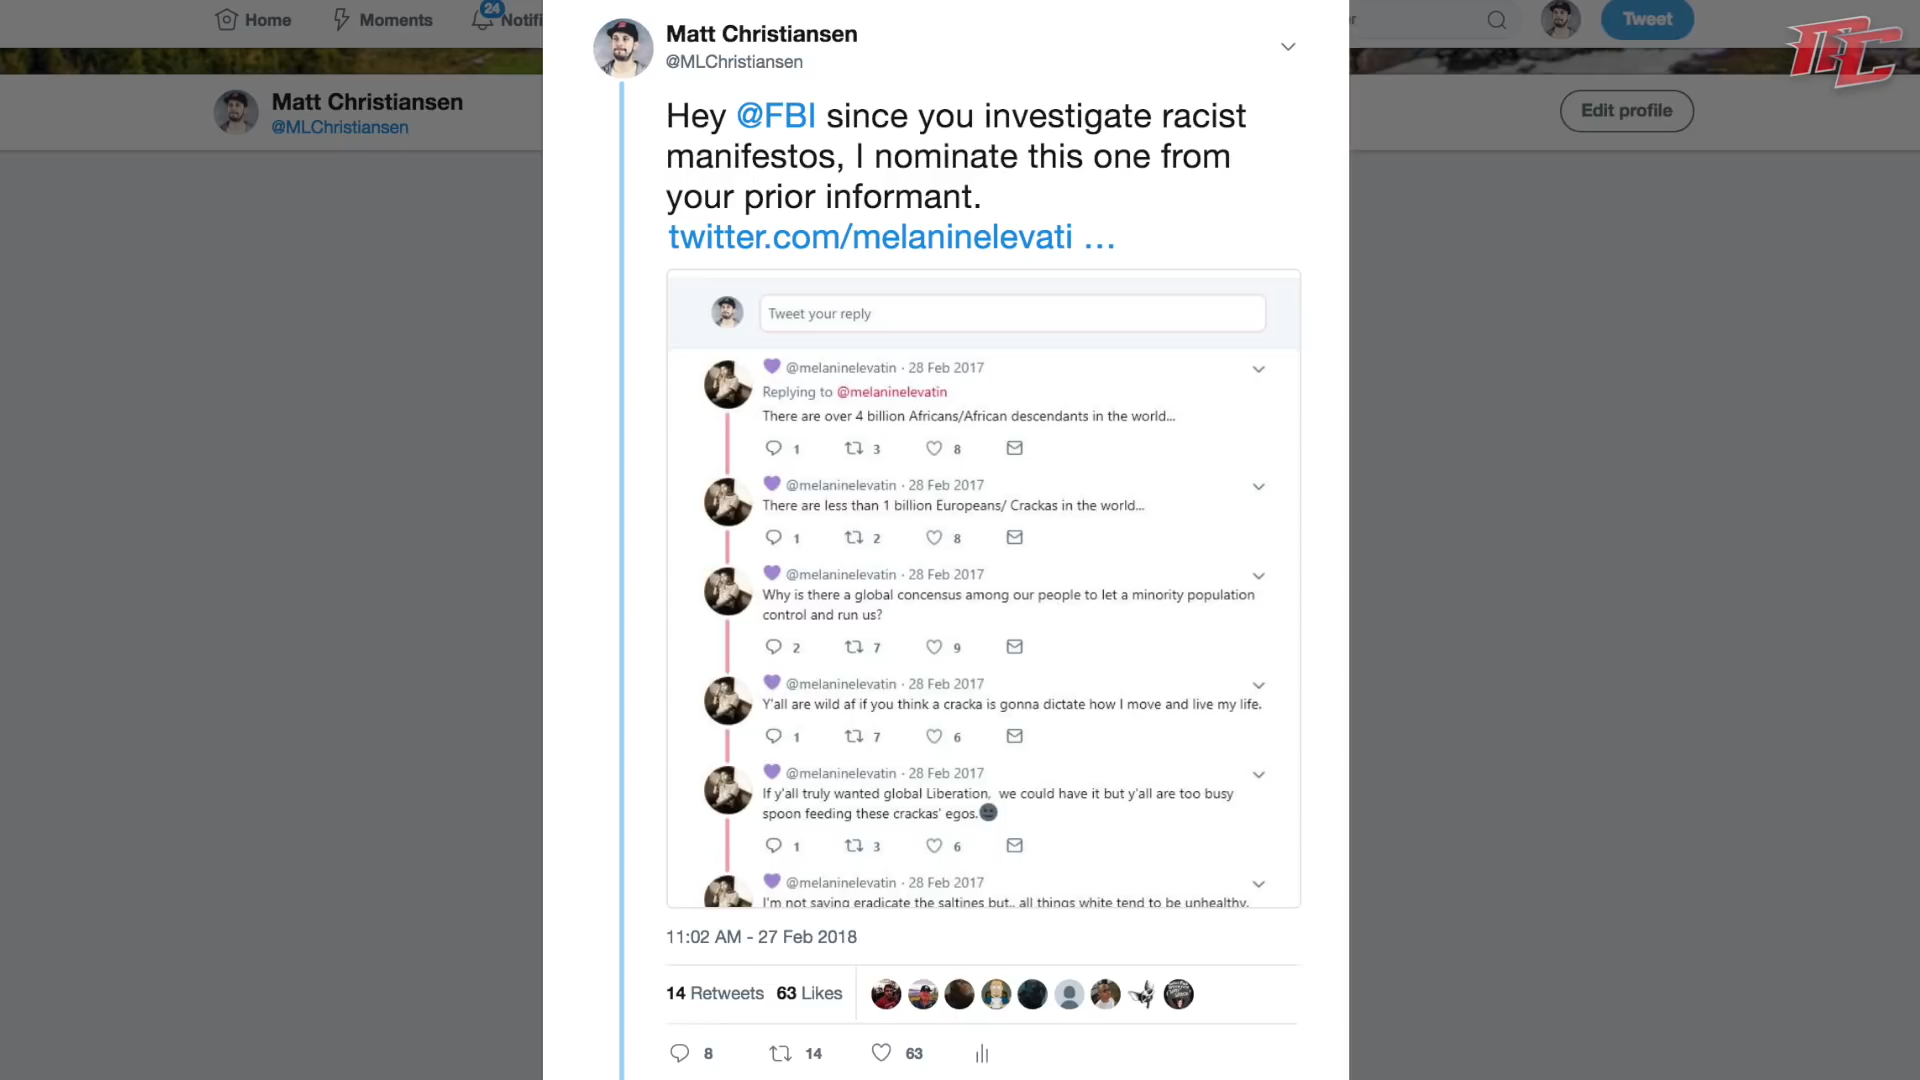 Home
Moments
24
Notifi
Tweet
Matt Christiansen
@MLChristiansen
Edit profile
Matt Christiansen
@MLChristiansen
Hey @FBI since you investigate racist
manifestos, I nominate this one from
your prior informant.
twitter.com/melaninelevati …
Tweet your reply
@melaninelevatin · 28 Feb 2017
Replying to @melaninelevatin
There are over 4 billion Africans/African descendants in the world...
1 3 8
@melaninelevatin · 28 Feb 2017
There are less than 1 billion Europeans/ Crackas in the world...
1 2 8
@melaninelevatin · 28 Feb 2017
Why is there a global concensus among our people to let a minority population
control and run us?
2 7 9
@melaninelevatin · 28 Feb 2017
Y'all are wild af if you think a cracka is gonna dictate how I move and live my life.
1 7 6
@melaninelevatin · 28 Feb 2017
If y'all truly wanted global Liberation, we could have it but y'all are too busy
spoon feeding these crackas' egos.
1 3 6
@melaninelevatin · 28 Feb 2017
I'm not saying eradicate the saltines but.. all things white tend to be unhealthy.
11:02 AM - 27 Feb 2018
14 Retweets 63 Likes
8 14 63